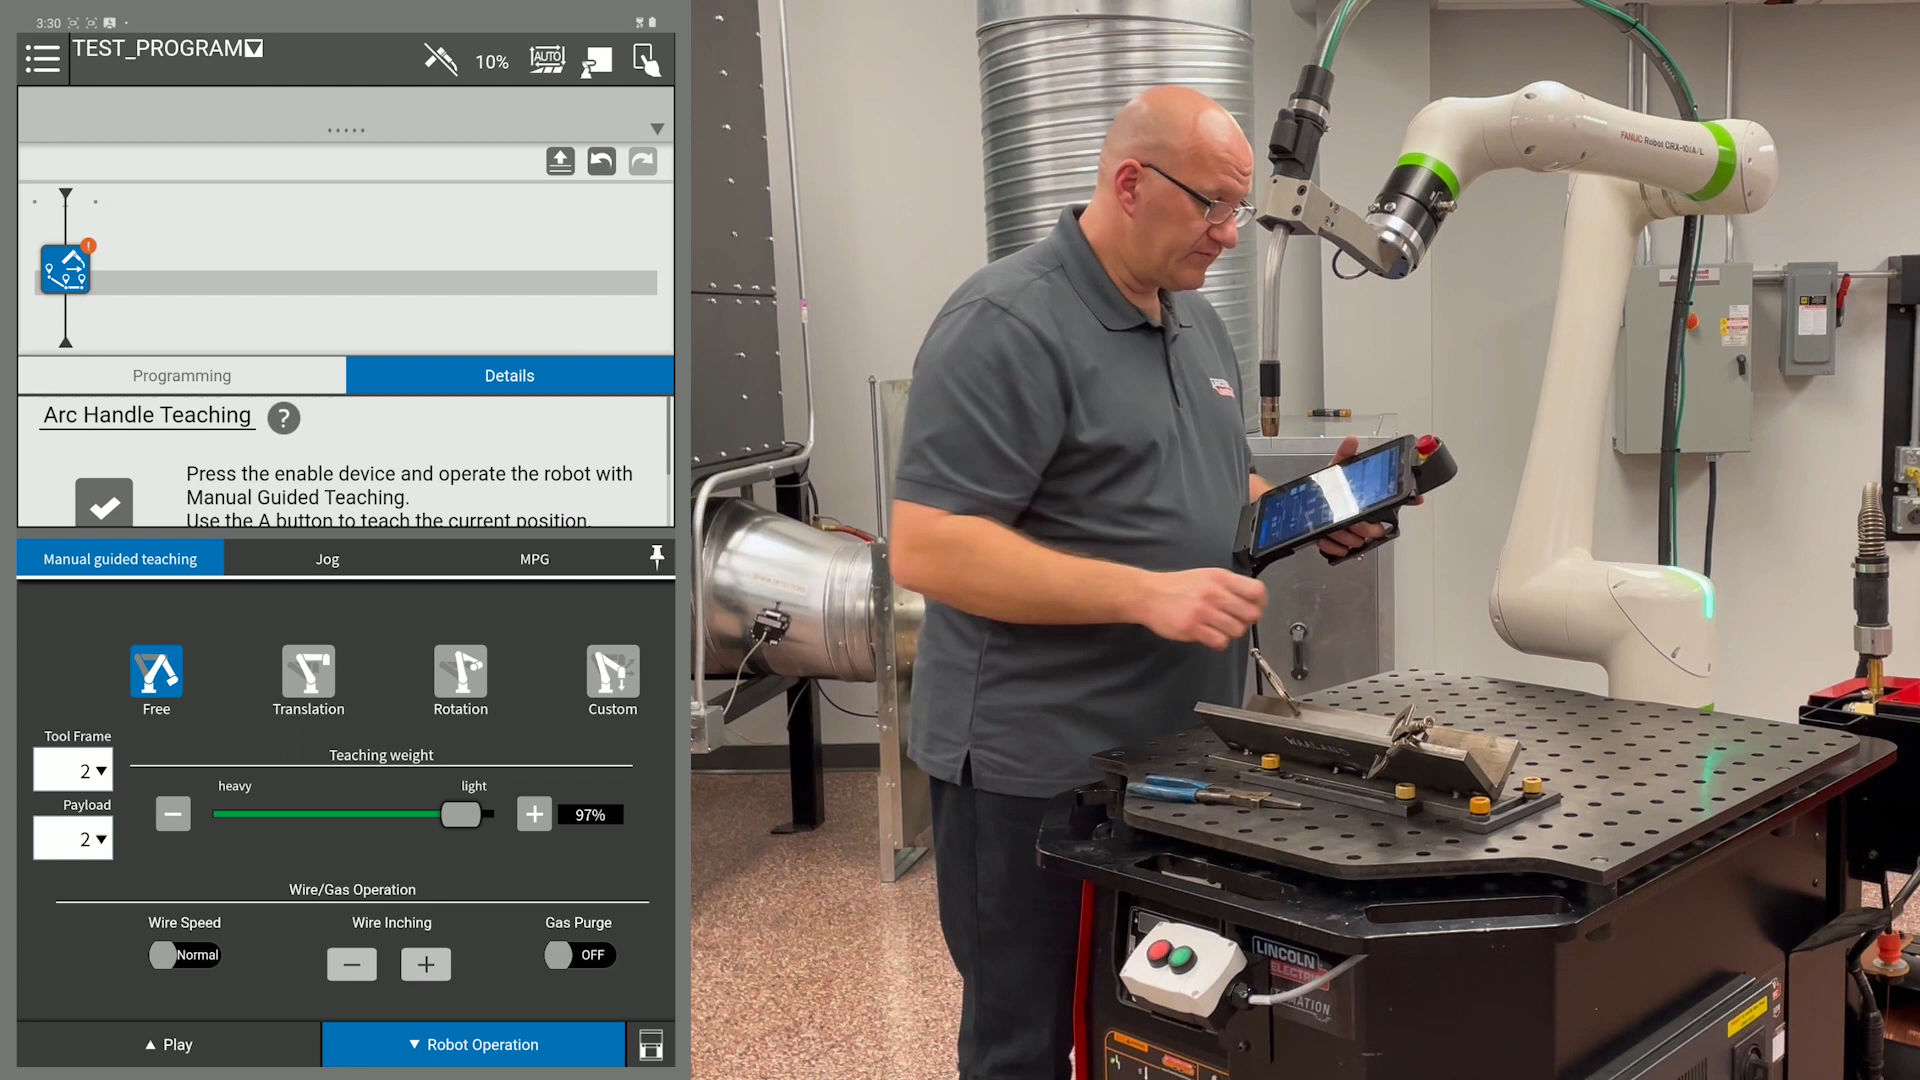 3:30
TEST_PROGRAM
10%
AUTO
Programming
Details
Arc Handle Teaching
?
Press the enable device and operate the robot with
Manual Guided Teaching.
Use the A button to teach the current position.
Manual guided teaching
Jog
MPG
Free
Translation
Rotation
Custom
Tool Frame
2
Payload
2
Teaching weight
heavy
light
97%
Wire/Gas Operation
Wire Speed
Wire Inching
Gas Purge
Normal
OFF
Play
Robot Operation
FANUC Robot CRX-10iA/L
LINCOLN
ELECTRIC